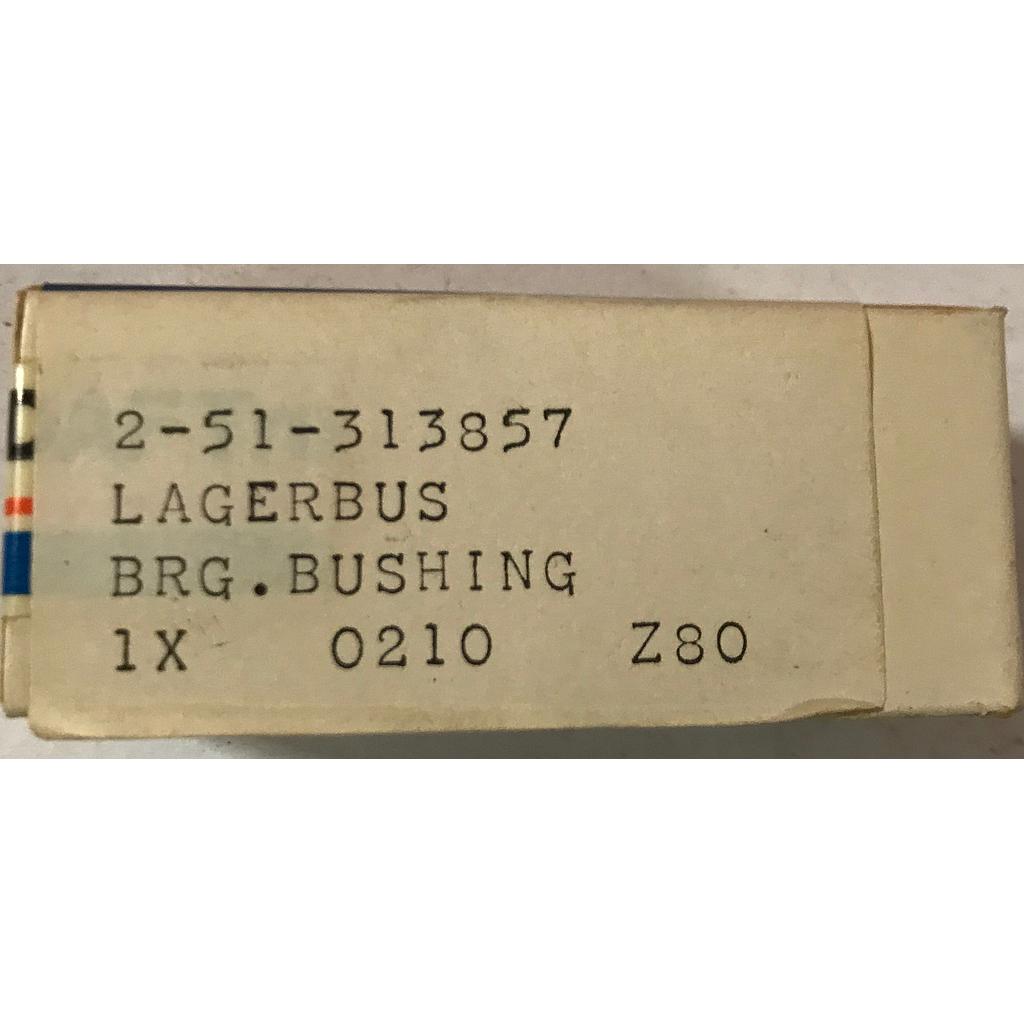 2-51-313857
LAGERBUS
BRG.BUSHING
1X 0210 Z80